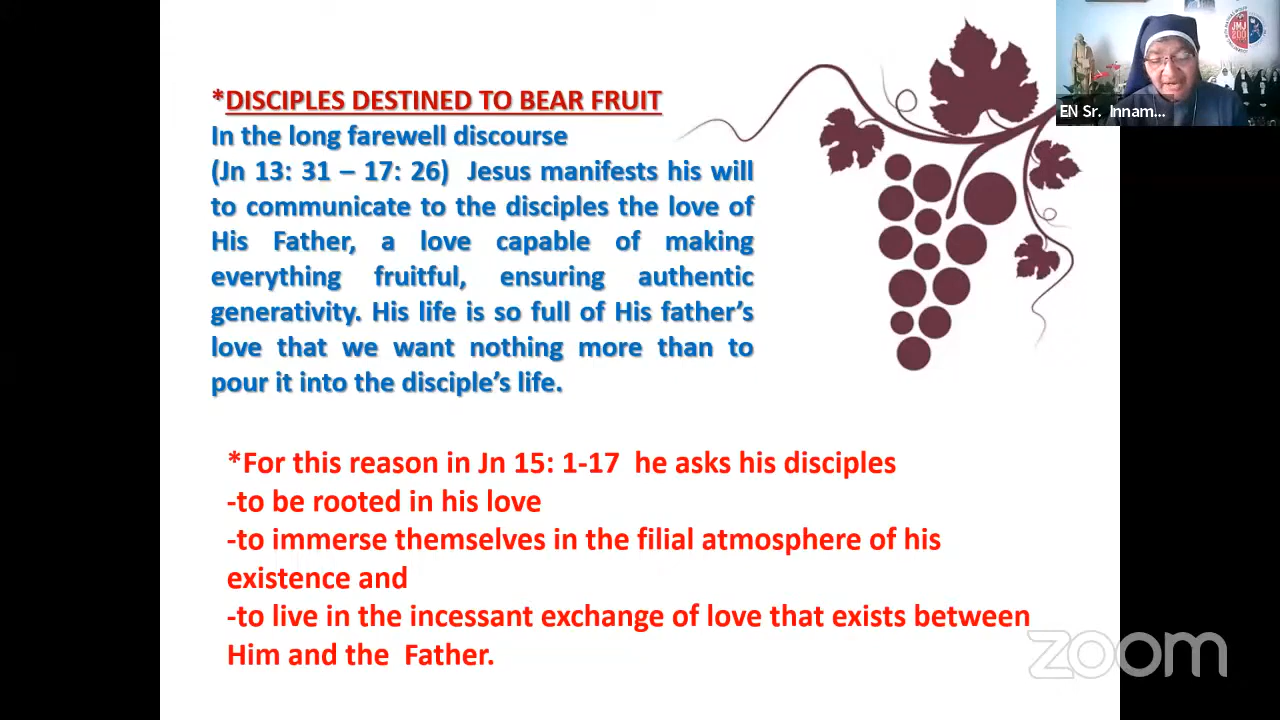 *DISCIPLES DESTINED TO BEAR FRUIT
In the long farewell discourse
(Jn 13: 31 – 17: 26) Jesus manifests his will
to communicate to the disciples the love of
His Father, a love capable of making
everything fruitful, ensuring authentic
generativity. His life is so full of His father's
love that we want nothing more than to
pour it into the disciple's life.
*For this reason in Jn 15: 1-17 he asks his disciples
-to be rooted in his love
-to immerse themselves in the filial atmosphere of his
existence and
-to live in the incessant exchange of love that exists between
Him and the Father.
JMJ
200
EN Sr. Innam...
zoom